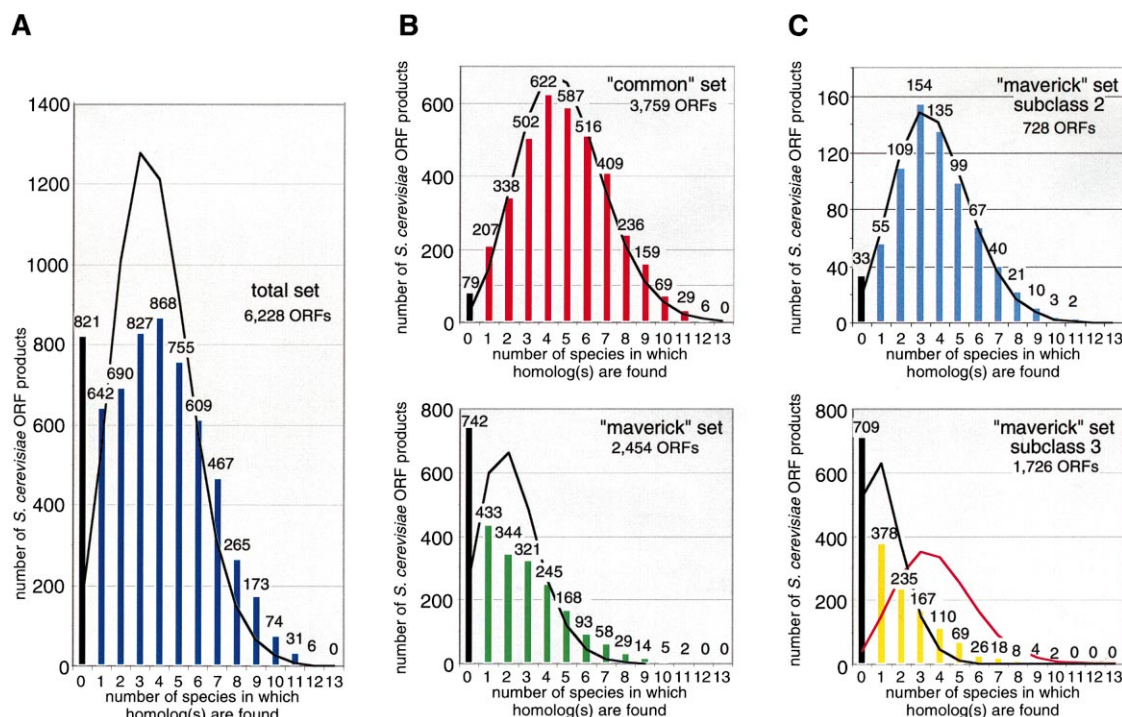 A
1400
1200
1000
800
600
400
200
0
number of S. cerevisiae ORF products
total set
6,228 ORFs
821
642
690
827
868
755
609
467
265
173
74
31
6
0
0 1 2 3 4 5 6 7 8 9 10 11 12 13
number of species in which
homolog(s) are found
B
600
400
200
0
number of S. cerevisiae ORF products
"common" set
3,759 ORFs
79
207
338
502
622
587
516
409
236
159
69
29
6
0
0 1 2 3 4 5 6 7 8 9 10 11 12 13
number of species in which
homolog(s) are found
800
600
400
200
0
number of S. cerevisiae ORF products
"maverick" set
2,454 ORFs
742
433
344
321
245
168
93
58
29
14
5
2
0
0
0 1 2 3 4 5 6 7 8 9 10 11 12 13
number of species in which
homolog(s) are found
C
160
120
80
40
0
number of S. cerevisiae ORF products
"maverick" set
subclass 2
728 ORFs
33
55
109
154
135
99
67
40
21
10
3
2
0 1 2 3 4 5 6 7 8 9 10 11 12 13
number of species in which
homolog(s) are found
800
600
400
200
0
number of S. cerevisiae ORF products
"maverick" set
subclass 3
1,726 ORFs
709
378
235
167
110
69
26
18
8
4
2
0
0
0
0 1 2 3 4 5 6 7 8 9 10 11 12 13
number of species in which
homolog(s) are found